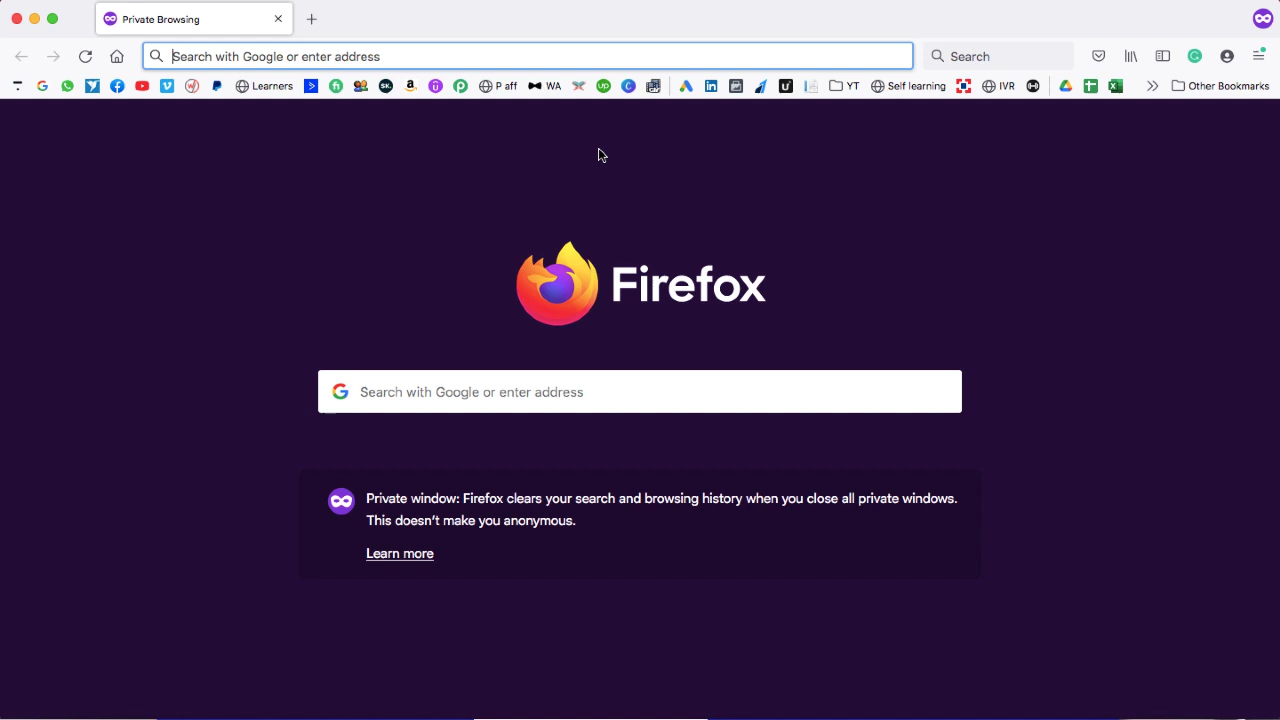 Private Browsing
Search with Google or enter address
Search
Learners
SK.
P aff
WA
up
YT
Self learning
IVR
Other Bookmarks
Firefox
Search with Google or enter address
Private window: Firefox clears your search and browsing history when you close all private windows.
This doesn't make you anonymous.
Learn more